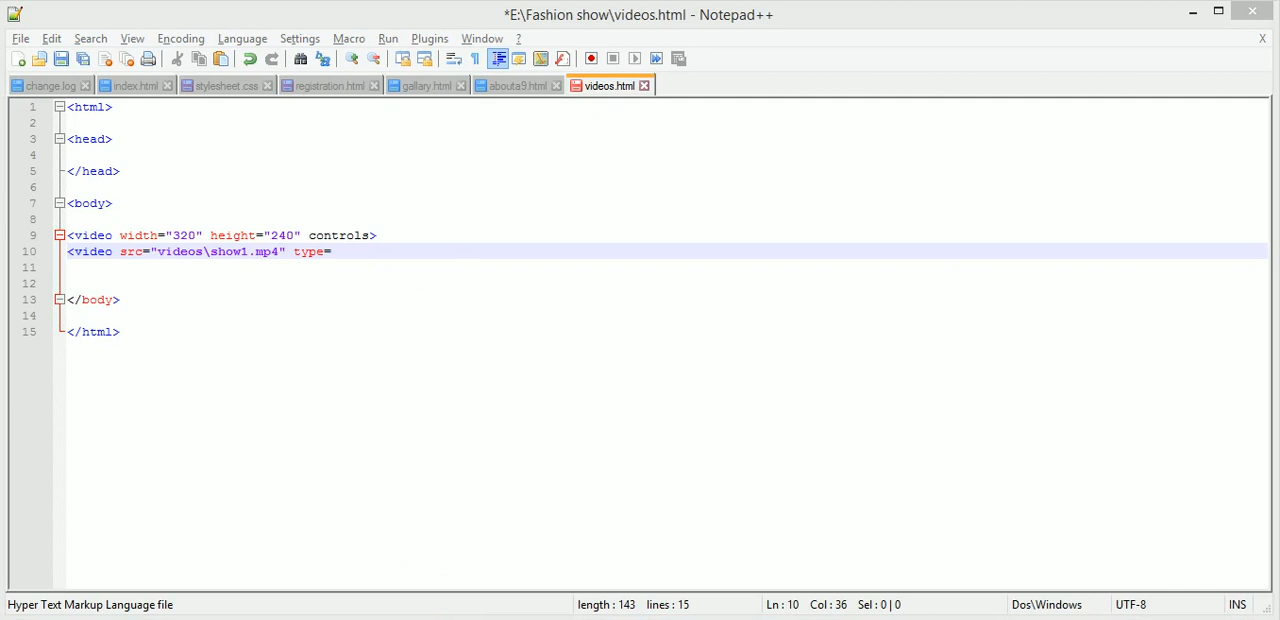 *E:\Fashion show\videos.html - Notepad++
File Edit Search View Encoding Language Settings Macro Run Plugins Window ? X
change.log index.html stylesheet.css registration.html gallary.html abouta9.html videos.html
1 <html>
2
3 <head>
4
5 </head>
6
7 <body>
8
9 <video width="320" height="240" controls>
10 <video src="videos\show1.mp4" type=
11
12
13 </body>
14
15 </html>
Hyper Text Markup Language file length : 143 lines : 15 Ln : 10 Col : 36 Sel : 0 | 0 Dos\Windows UTF-8 INS